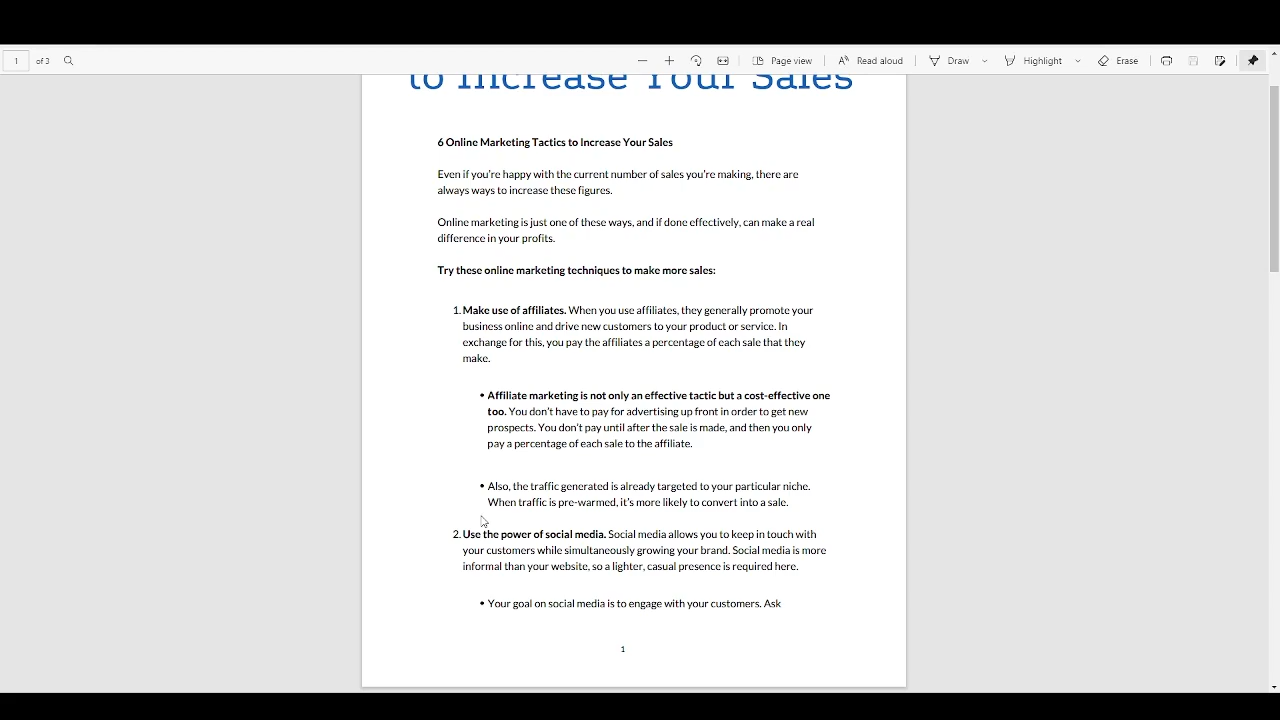 1 of 3 Page view Read aloud Draw Highlight Erase
to Increase Your Sales
6 Online Marketing Tactics to Increase Your Sales
Even if you're happy with the current number of sales you're making, there are
always ways to increase these figures.
Online marketing is just one of these ways, and if done effectively, can make a real
difference in your profits.
Try these online marketing techniques to make more sales:
1. Make use of affiliates. When you use affiliates, they generally promote your
business online and drive new customers to your product or service. In
exchange for this, you pay the affiliates a percentage of each sale that they
make.
• Affiliate marketing is not only an effective tactic but a cost-effective one
too. You don't have to pay for advertising up front in order to get new
prospects. You don't pay until after the sale is made, and then you only
pay a percentage of each sale to the affiliate.
• Also, the traffic generated is already targeted to your particular niche.
When traffic is pre-warmed, it's more likely to convert into a sale.
2. Use the power of social media. Social media allows you to keep in touch with
your customers while simultaneously growing your brand. Social media is more
informal than your website, so a lighter, casual presence is required here.
• Your goal on social media is to engage with your customers. Ask
1